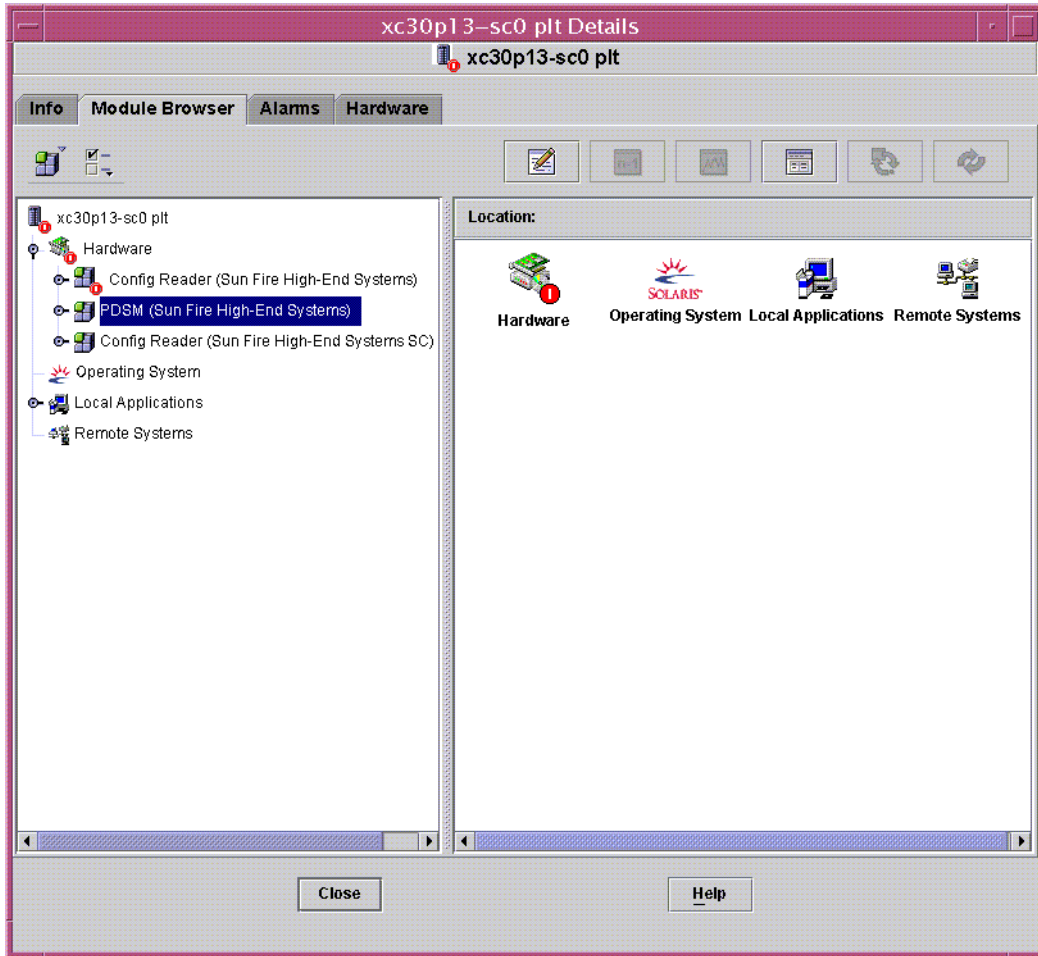 xc30p13–sc0 plt Details
xc30p13-sc0 plt
Info Module Browser Alarms Hardware
n-1
xc30p13-sc0 plt
Hardware
Config Reader (Sun Fire High-End Systems)
PDSM (Sun Fire High-End Systems)
Config Reader (Sun Fire High-End Systems SC)
Operating System
Local Applications
Remote Systems
Location:
SOLARIS
Hardware Operating System Local Applications Remote Systems
Close Help